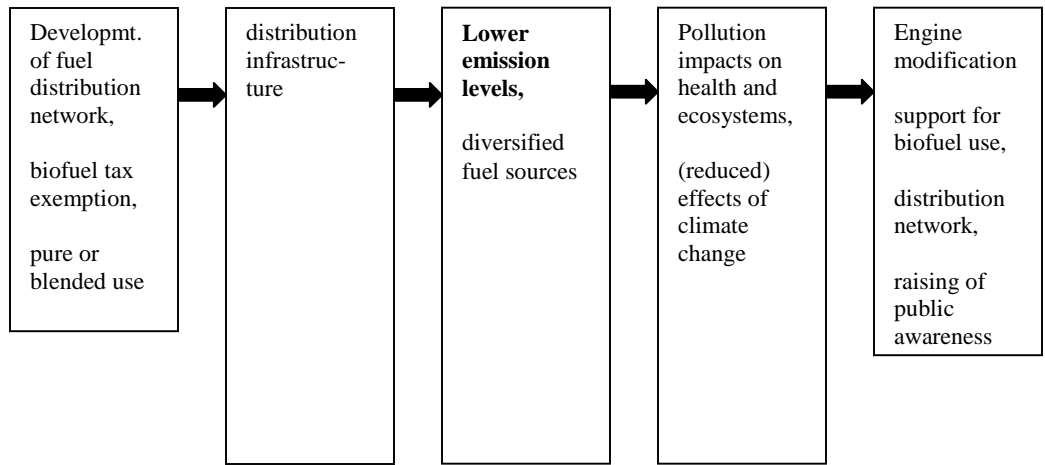 Developmt.
of fuel
distribution
network,
biofuel tax
exemption,
pure or
blended use
distribution
infrastruc-
ture
Lower
emission
levels,
diversified
fuel sources
Pollution
impacts on
health and
ecosystems,
(reduced)
effects of
climate
change
Engine
modification
support for
biofuel use,
distribution
network,
raising of
public
awareness